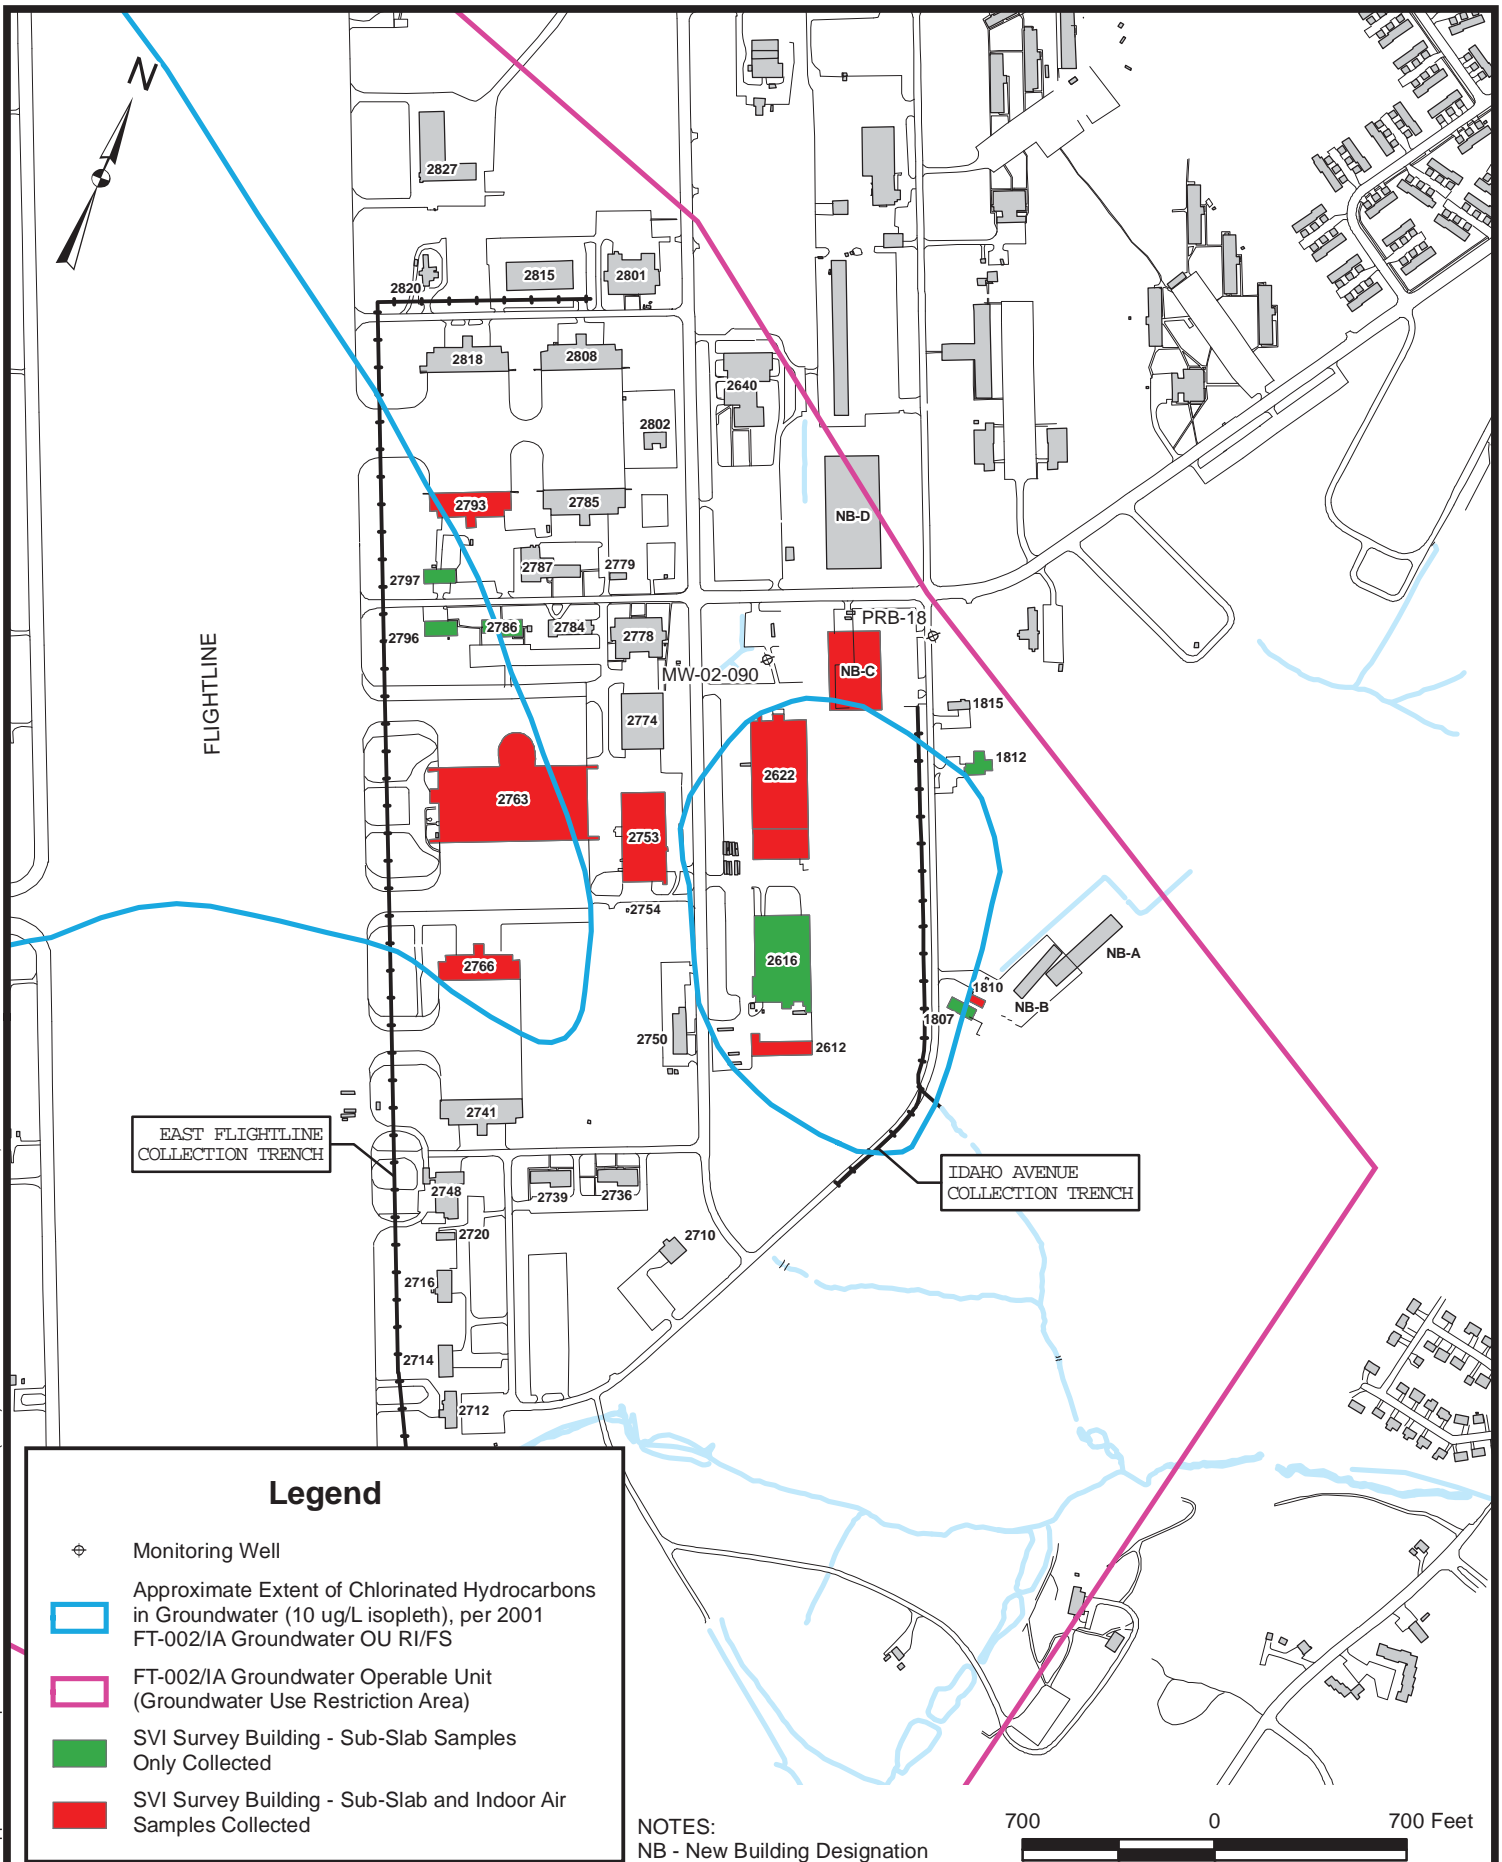 N
2827
2815
2801
2820
2818
2808
2640
2802
2793
2785
NB-D
2797
2787
2779
PRB-18
2796
2786
2784
2778
FLIGHTLINE
MW-02-090
NB-C
1815
2774
1812
2763
2622
2753
2754
2616
NB-A
2766
1810
NB-B
1807
2750
2612
2741
EAST FLIGHTLINE
COLLECTION TRENCH
IDAHO AVENUE
COLLECTION TRENCH
2748
2739
2736
2720
2710
2716
2714
2712
Legend
Monitoring Well
Approximate Extent of Chlorinated Hydrocarbons
in Groundwater (10 ug/L isopleth), per 2001
FT-002/IA Groundwater OU RI/FS
FT-002/IA Groundwater Operable Unit
(Groundwater Use Restriction Area)
SVI Survey Building - Sub-Slab Samples
Only Collected
SVI Survey Building - Sub-Slab and Indoor Air
Samples Collected
NOTES:
NB - New Building Designation
700 0 700 Feet